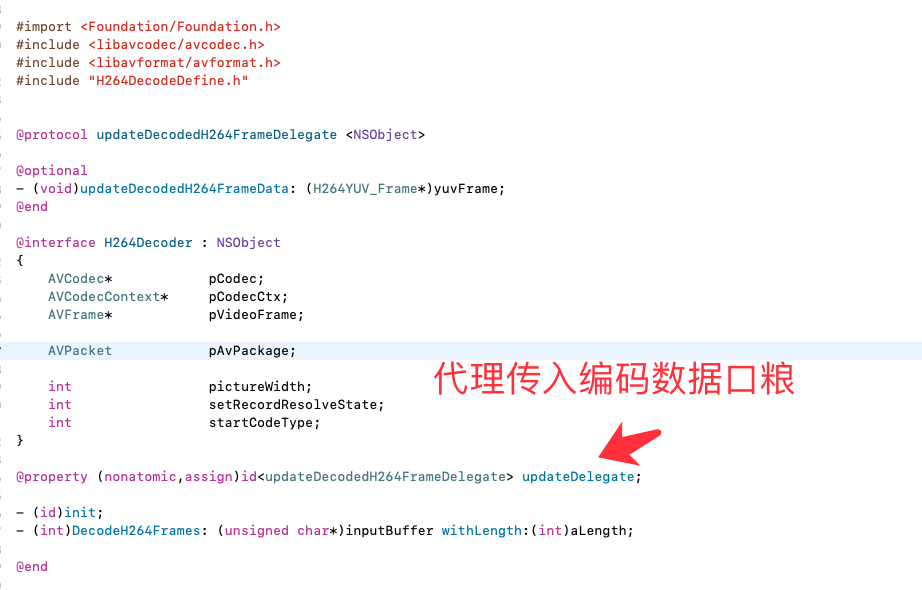 #import <Foundation/Foundation.h>
#include <libavcodec/avcodec.h>
#include <libavformat/avformat.h>
#include "H264DecodeDefine.h"
@protocol updateDecodedH264FrameDelegate <NSObject>
@optional
- (void)updateDecodedH264FrameData: (H264YUV_Frame*)yuvFrame;
@end
@interface H264Decoder : NSObject
{
AVCodec* pCodec;
AVCodecContext* pCodecCtx;
AVFrame* pVideoFrame;
AVPacket pAvPackage;
代理传入编码数据口粮
int pictureWidth;
int setRecordResolveState;
int startCodeType;
}
@property (nonatomic,assign)id<updateDecodedH264FrameDelegate> updateDelegate;
- (id)init;
- (int)DecodeH264Frames: (unsigned char*)inputBuffer withLength:(int)aLength;
@end